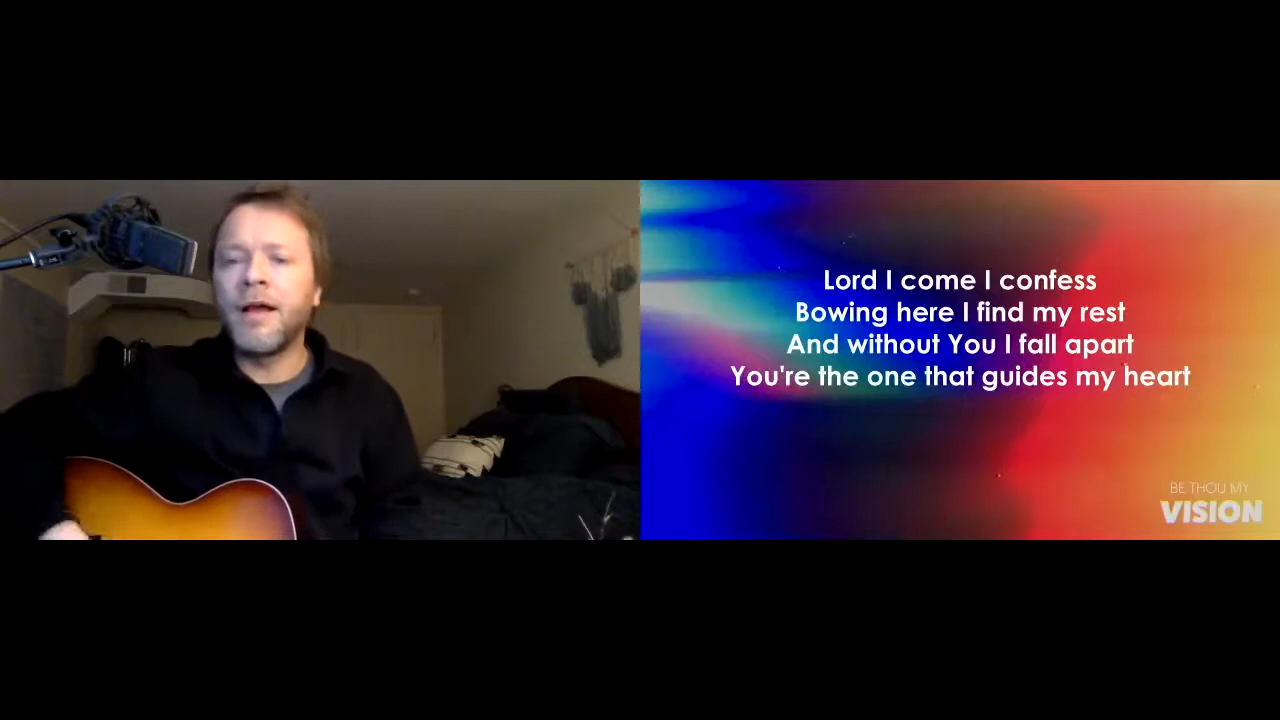 Lord I come I confess
Bowing here I find my rest
And without You I fall apart
You're the one that guides my heart
BE THOU MY
VISION